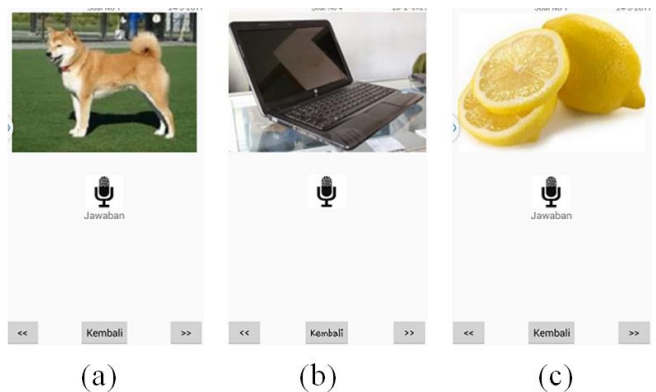 Jawaban
<< Kembali >>
(a)
<< Kembali >>
(b)
Jawaban
<< Kembali >>
(c)